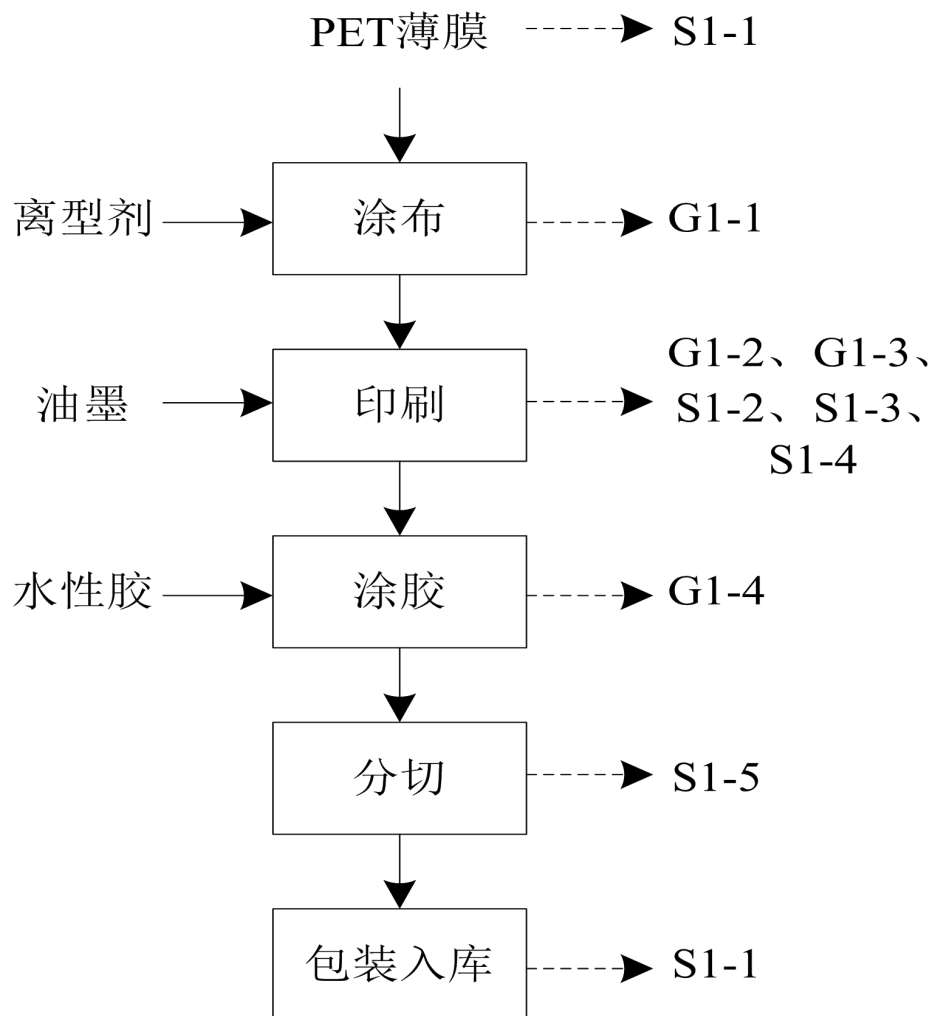 PET薄膜
S1-1
离型剂
涂布
G1-1
油墨
印刷
G1-2、G1-3、
S1-2、S1-3、
S1-4
水性胶
涂胶
G1-4
分切
S1-5
包装入库
S1-1